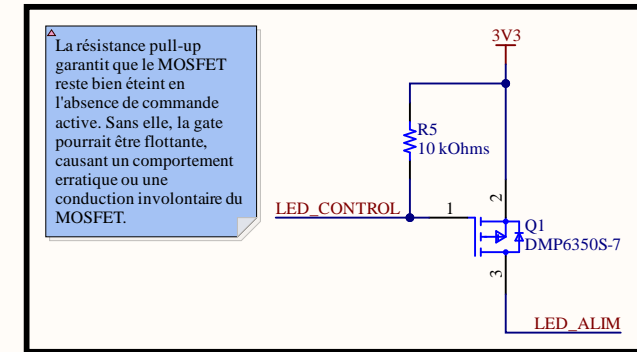 La résistance pull-up
garantit que le MOSFET
reste bien éteint en
l'absence de commande
active. Sans elle, la gate
pourrait être flottante,
causant un comportement
erratique ou une
conduction involontaire du
MOSFET.
3V3
R5
10 kOhms
LED_CONTROL
1
2
Q1
DMP6350S-7
3
LED_ALIM